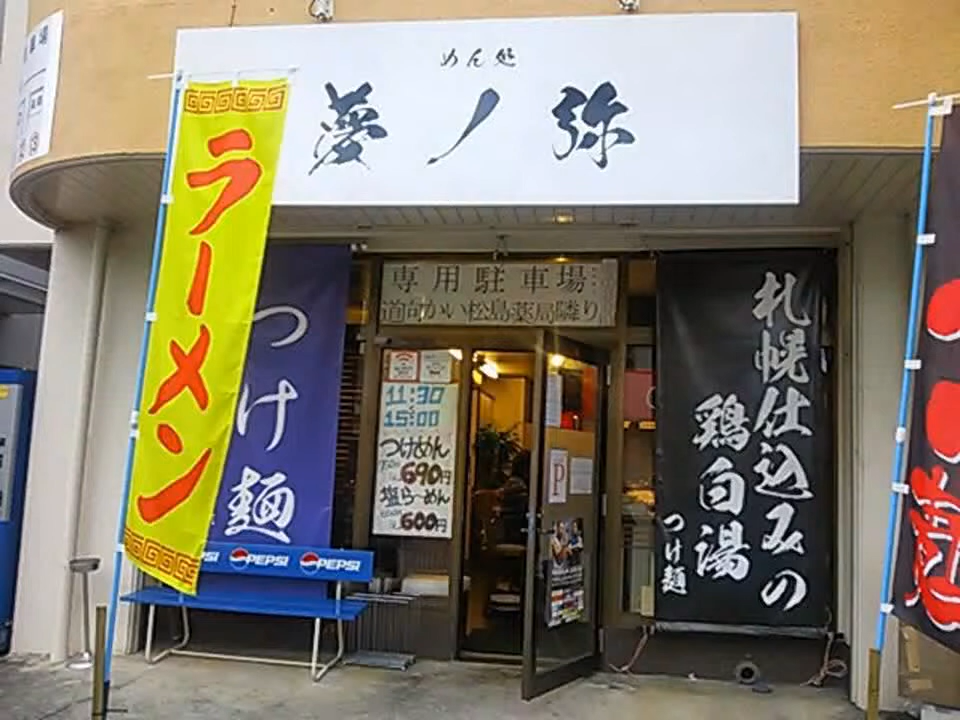 めん処
夢ノ弥
ラーメン
つけ麺
専用駐車場
道向かい松島薬局隣り
11:30
15:00
つけめん
690円
塩らーめん
600円
P
札幌仕込みの
鶏白湯
つけ麺
PEPSI
PEPSI
麺